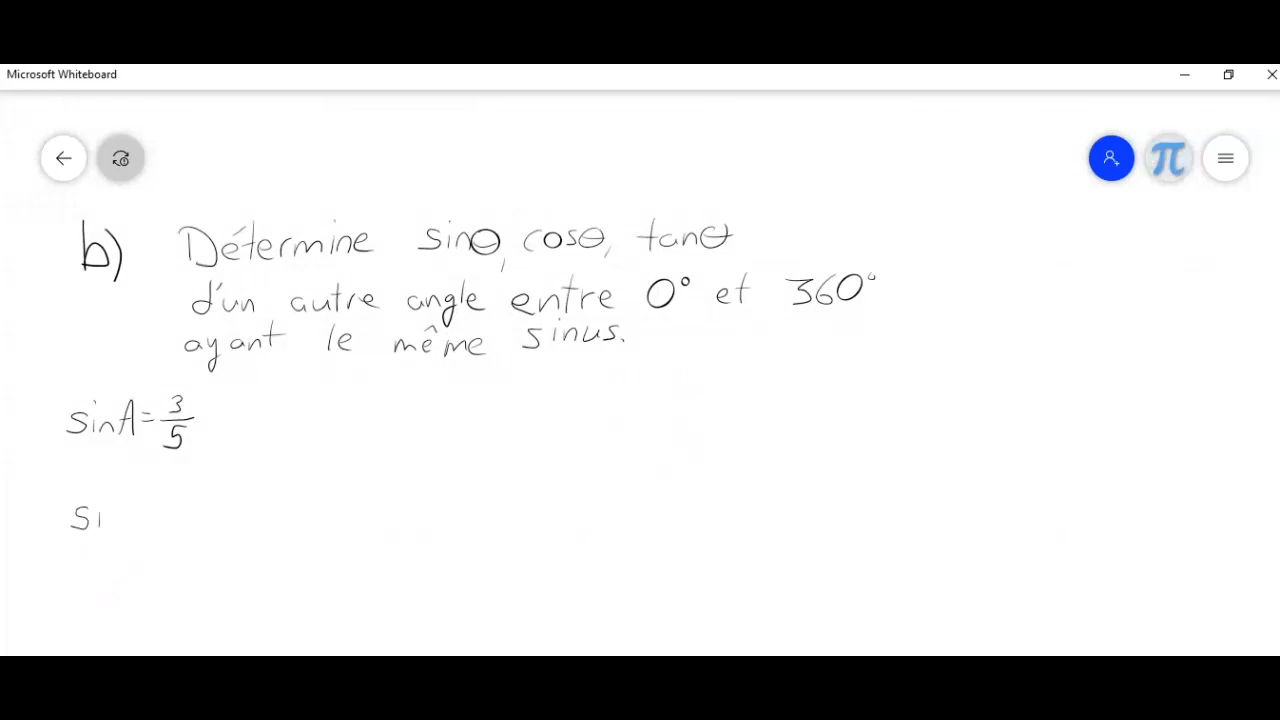 Microsoft Whiteboard
b) Détermine sinθ, cosθ, tanθ
d'un autre angle entre 0° et 360°
ayant le même sinus.
sinA = 3/5
si